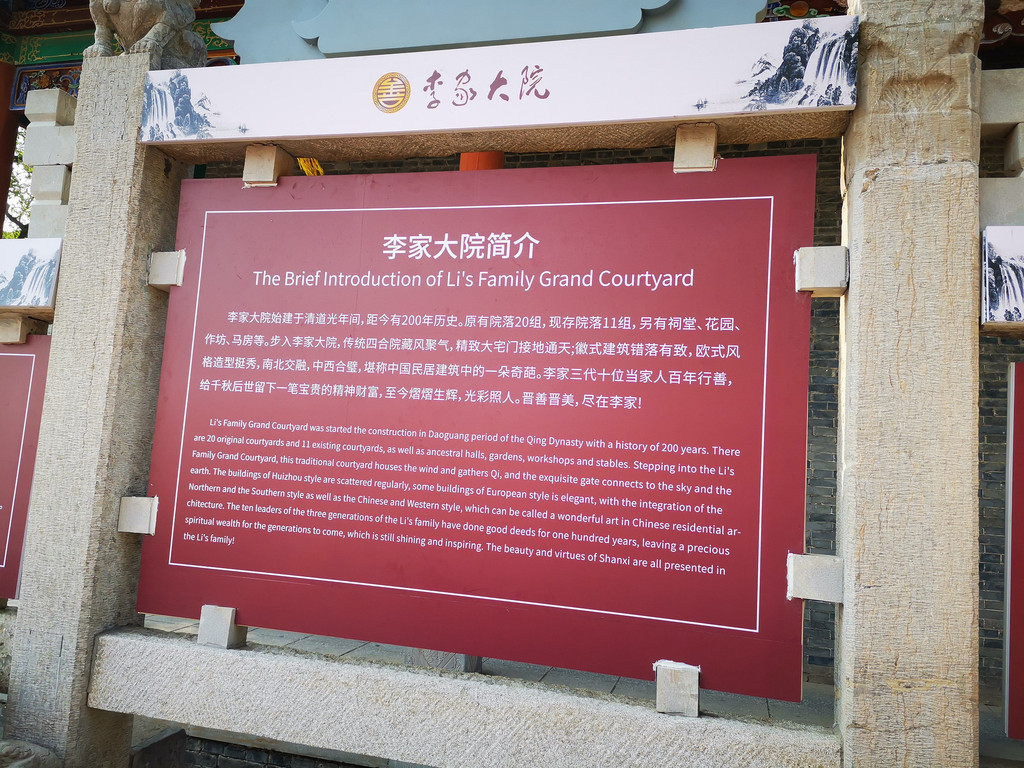 善 李家大院
李家大院简介
The Brief Introduction of Li's Family Grand Courtyard
李家大院始建于清道光年间,距今有200年历史。原有院落20组,现存院落11组,另有祠堂、花园、
作坊、马房等。步入李家大院,传统四合院藏风聚气,精致大宅门接地通天;徽式建筑错落有致,欧式风
格造型挺秀,南北交融,中西合璧,堪称中国民居建筑中的一朵奇葩。李家三代十位当家人百年行善,
给千秋后世留下一笔宝贵的精神财富,至今熠熠生辉,光彩照人。晋善晋美,尽在李家!
Li's Family Grand Courtyard was started the construction in Daoguang period of the Qing Dynasty with a history of 200 years. There
are 20 original courtyards and 11 existing courtyards, as well as ancestral halls, gardens, workshops and stables. Stepping into the Li's
Family Grand Courtyard, this traditional courtyard houses the wind and gathers Qi, and the exquisite gate connects to the sky and the
earth. The buildings of Huizhou style are scattered regularly, some buildings of European style is elegant, with the integration of the
Northern and the Southern style as well as the Chinese and Western style, which can be called a wonderful art in Chinese residential ar-
chitecture. The ten leaders of the three generations of the Li's family have done good deeds for one hundred years, leaving a precious
spiritual wealth for the generations to come, which is still shining and inspiring. The beauty and virtues of Shanxi are all presented in
the Li's family!